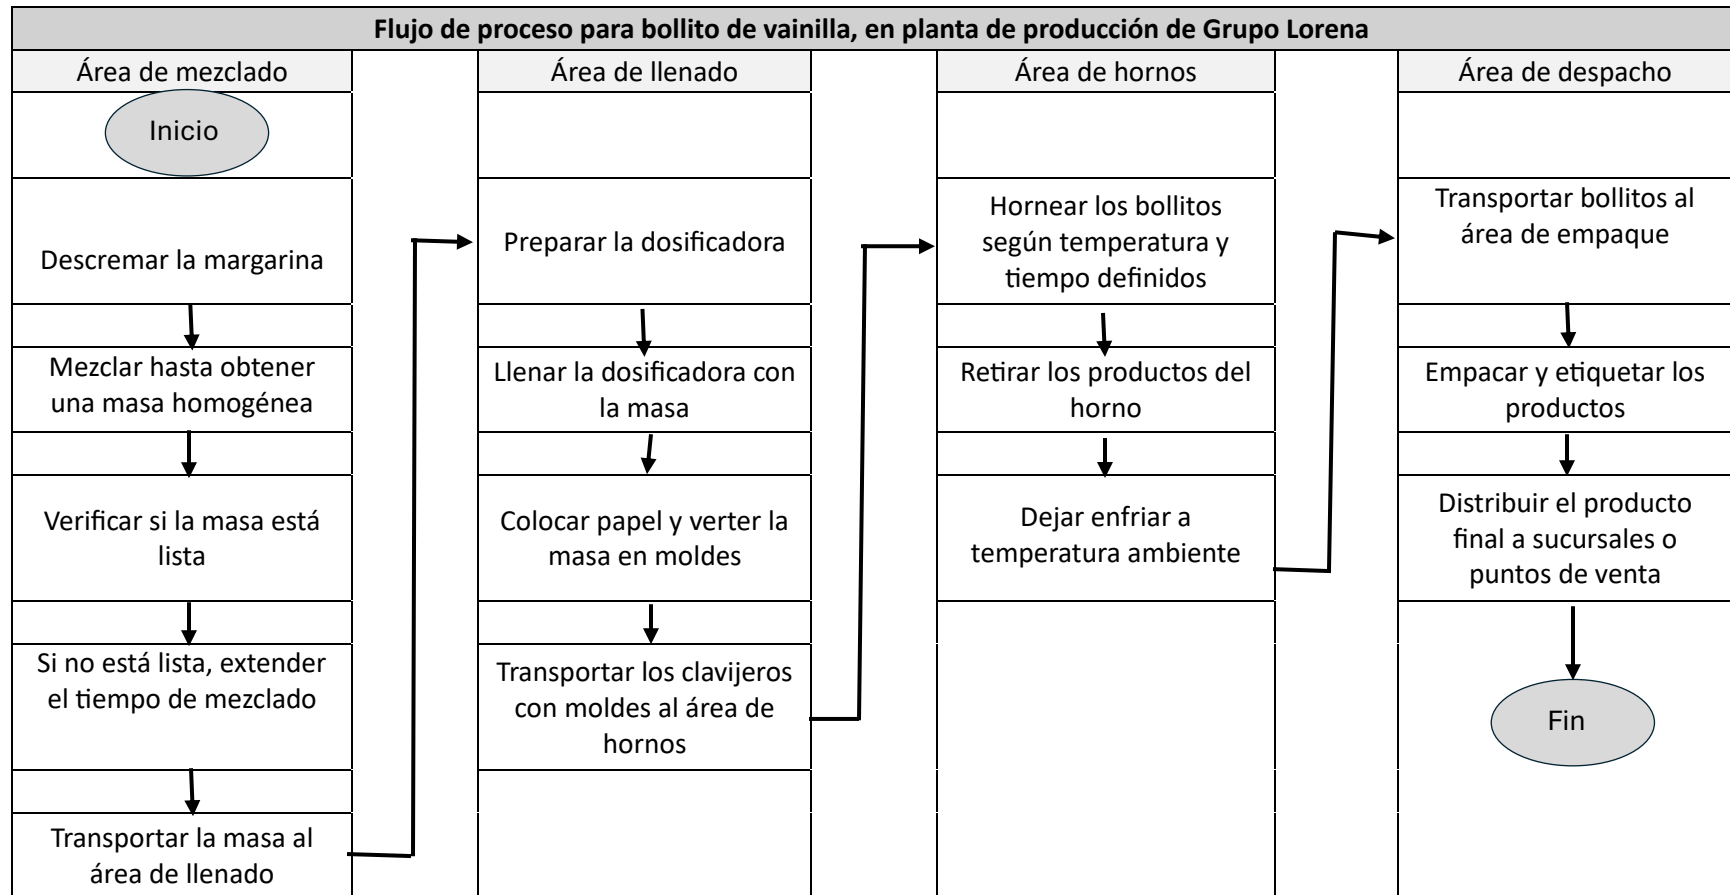 Flujo de proceso para bollito de vainilla, en planta de producción de Grupo Lorena
Área de mezclado
Inicio
Descremar la margarina
Mezclar hasta obtener
una masa homogénea
Verificar si la masa está
lista
Si no está lista, extender
el tiempo de mezclado
Transportar la masa al
área de llenado
Área de llenado
Preparar la dosificadora
Llenar la dosificadora con
la masa
Colocar papel y verter la
masa en moldes
Transportar los clavijeros
con moldes al área de
hornos
Área de hornos
Hornear los bollitos
según temperatura y
tiempo definidos
Retirar los productos del
horno
Dejar enfriar a
temperatura ambiente
Área de despacho
Transportar bollitos al
área de empaque
Empacar y etiquetar los
productos
Distribuir el producto
final a sucursales o
puntos de venta
Fin